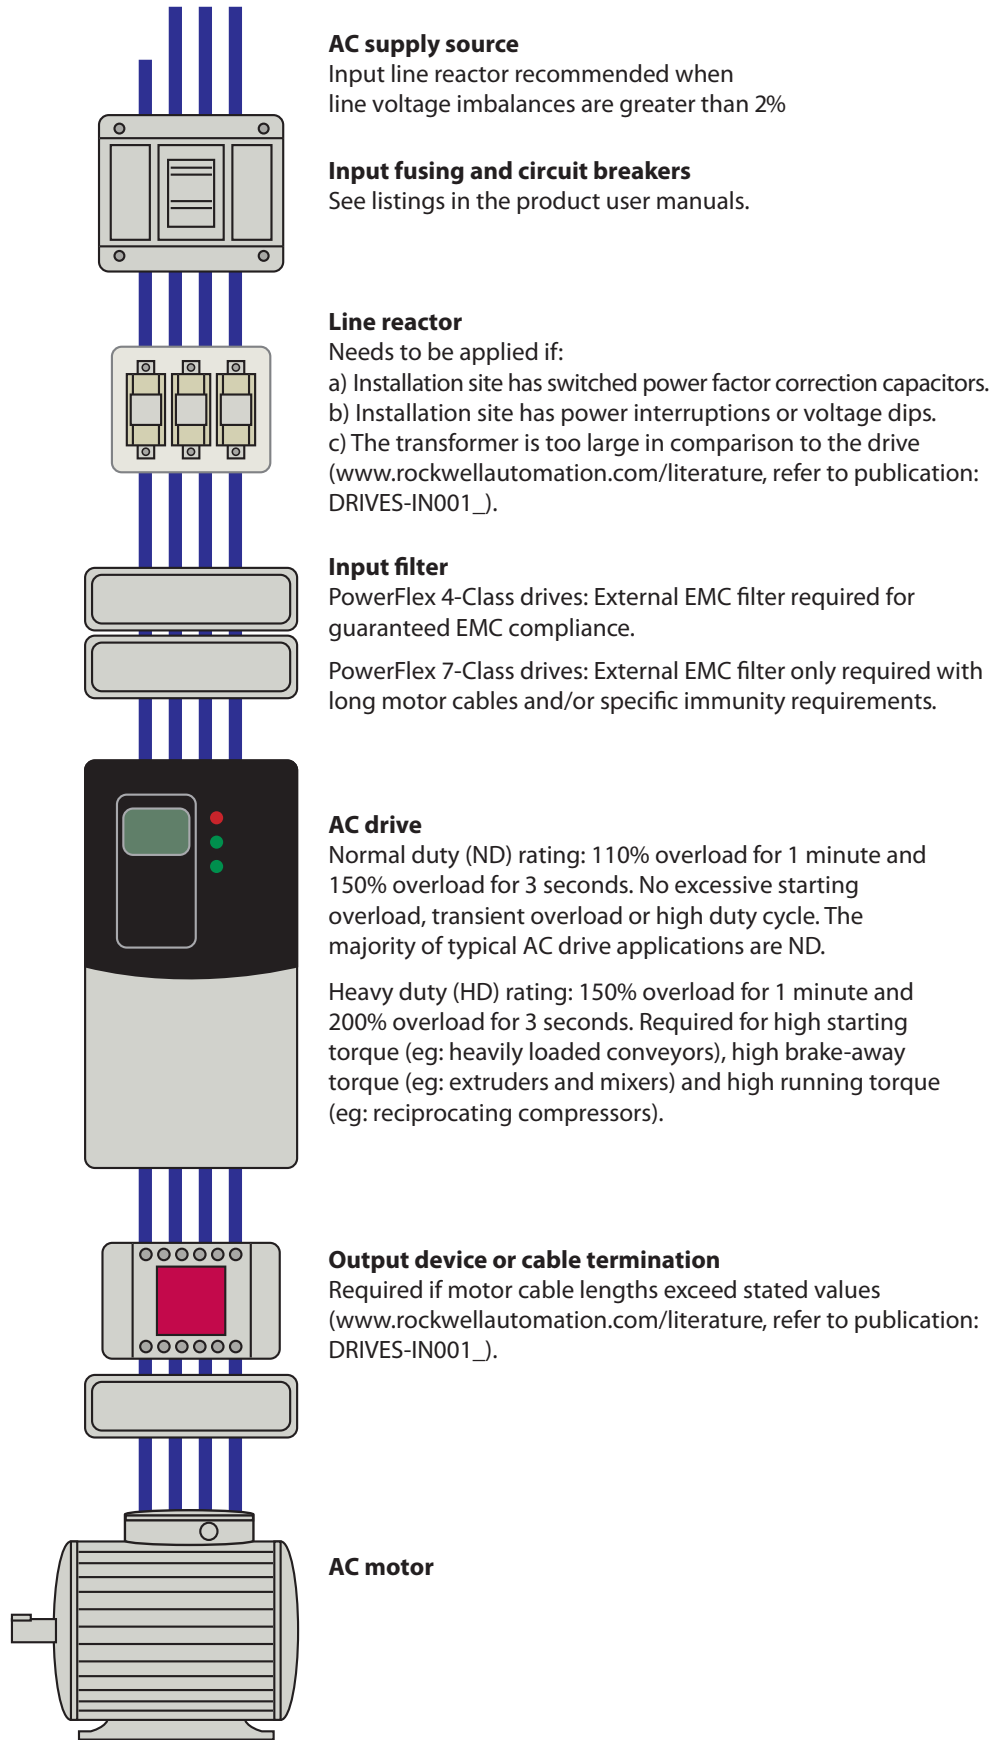 AC supply source
Input line reactor recommended when
line voltage imbalances are greater than 2%
Input fusing and circuit breakers
See listings in the product user manuals.
Line reactor
Needs to be applied if:
a) Installation site has switched power factor correction capacitors.
b) Installation site has power interruptions or voltage dips.
c) The transformer is too large in comparison to the drive
(www.rockwellautomation.com/literature, refer to publication:
DRIVES-IN001_).
Input filter
PowerFlex 4-Class drives: External EMC filter required for
guaranteed EMC compliance.
PowerFlex 7-Class drives: External EMC filter only required with
long motor cables and/or specific immunity requirements.
AC drive
Normal duty (ND) rating: 110% overload for 1 minute and
150% overload for 3 seconds. No excessive starting
overload, transient overload or high duty cycle. The
majority of typical AC drive applications are ND.
Heavy duty (HD) rating: 150% overload for 1 minute and
200% overload for 3 seconds. Required for high starting
torque (eg: heavily loaded conveyors), high brake-away
torque (eg: extruders and mixers) and high running torque
(eg: reciprocating compressors).
Output device or cable termination
Required if motor cable lengths exceed stated values
(www.rockwellautomation.com/literature, refer to publication:
DRIVES-IN001_).
AC motor